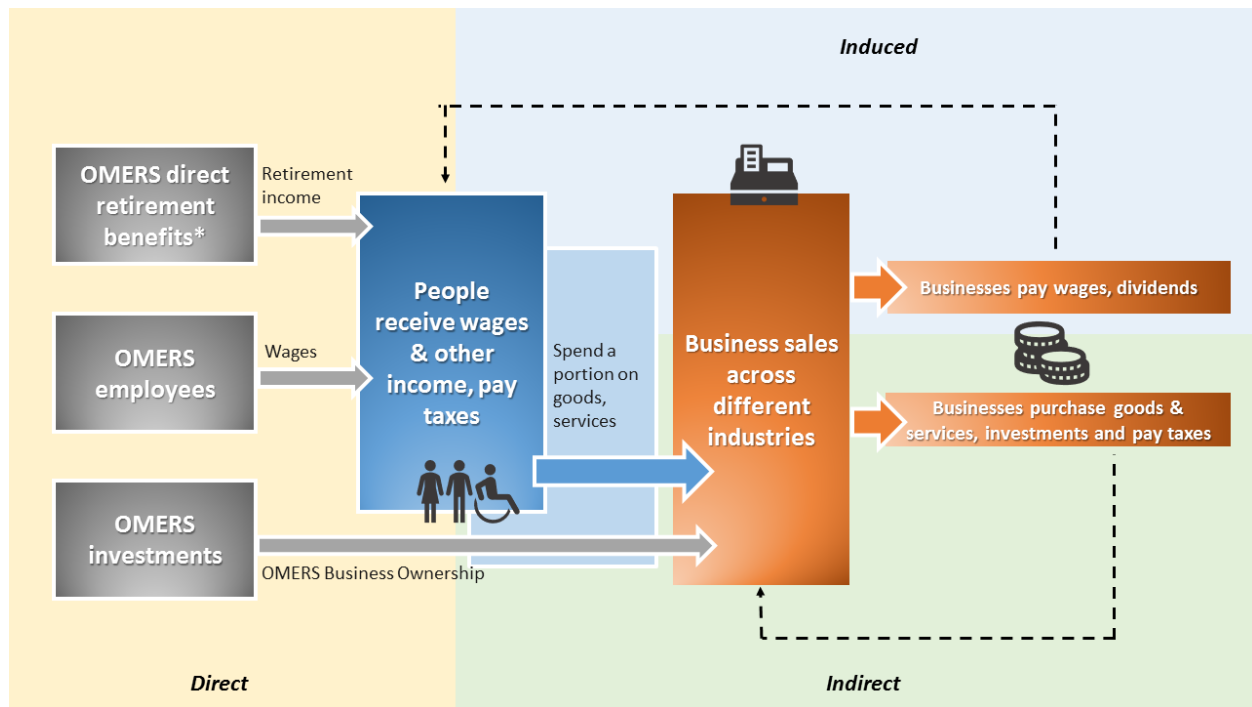 Induced
OMERS direct
retirement
benefits*
Retirement
income
People
receive wages
& other
income, pay
taxes
Businesses pay wages, dividends
OMERS
employees
Wages
Spend a
portion on
goods,
services
Business sales
across
different
industries
Businesses purchase goods &
services, investments and pay taxes
OMERS
investments
OMERS Business Ownership
Direct
Indirect